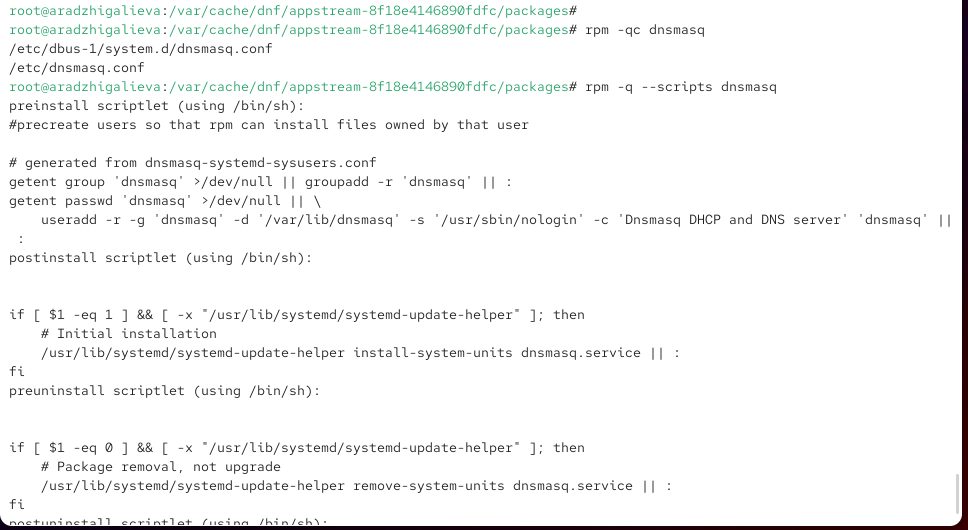 root@aradzhigalieva:/var/cache/dnf/appstream-8f18e4146890fdfc/packages#
root@aradzhigalieva:/var/cache/dnf/appstream-8f18e4146890fdfc/packages# rpm -qc dnsmasq
/etc/dbus-1/system.d/dnsmasq.conf
/etc/dnsmasq.conf
root@aradzhigalieva:/var/cache/dnf/appstream-8f18e4146890fdfc/packages# rpm -q --scripts dnsmasq
preinstall scriptlet (using /bin/sh):
#precreate users so that rpm can install files owned by that user
# generated from dnsmasq-systemd-sysusers.conf
getent group 'dnsmasq' >/dev/null || groupadd -r 'dnsmasq' || :
getent passwd 'dnsmasq' >/dev/null || \
    useradd -r -g 'dnsmasq' -d '/var/lib/dnsmasq' -s '/usr/sbin/nologin' -c 'Dnsmasq DHCP and DNS server' 'dnsmasq' ||
 :
postinstall scriptlet (using /bin/sh):
if [ $1 -eq 1 ] && [ -x "/usr/lib/systemd/systemd-update-helper" ]; then
    # Initial installation
    /usr/lib/systemd/systemd-update-helper install-system-units dnsmasq.service || :
fi
preuninstall scriptlet (using /bin/sh):
if [ $1 -eq 0 ] && [ -x "/usr/lib/systemd/systemd-update-helper" ]; then
    # Package removal, not upgrade
    /usr/lib/systemd/systemd-update-helper remove-system-units dnsmasq.service || :
fi
postuninstall scriptlet (using /bin/sh):